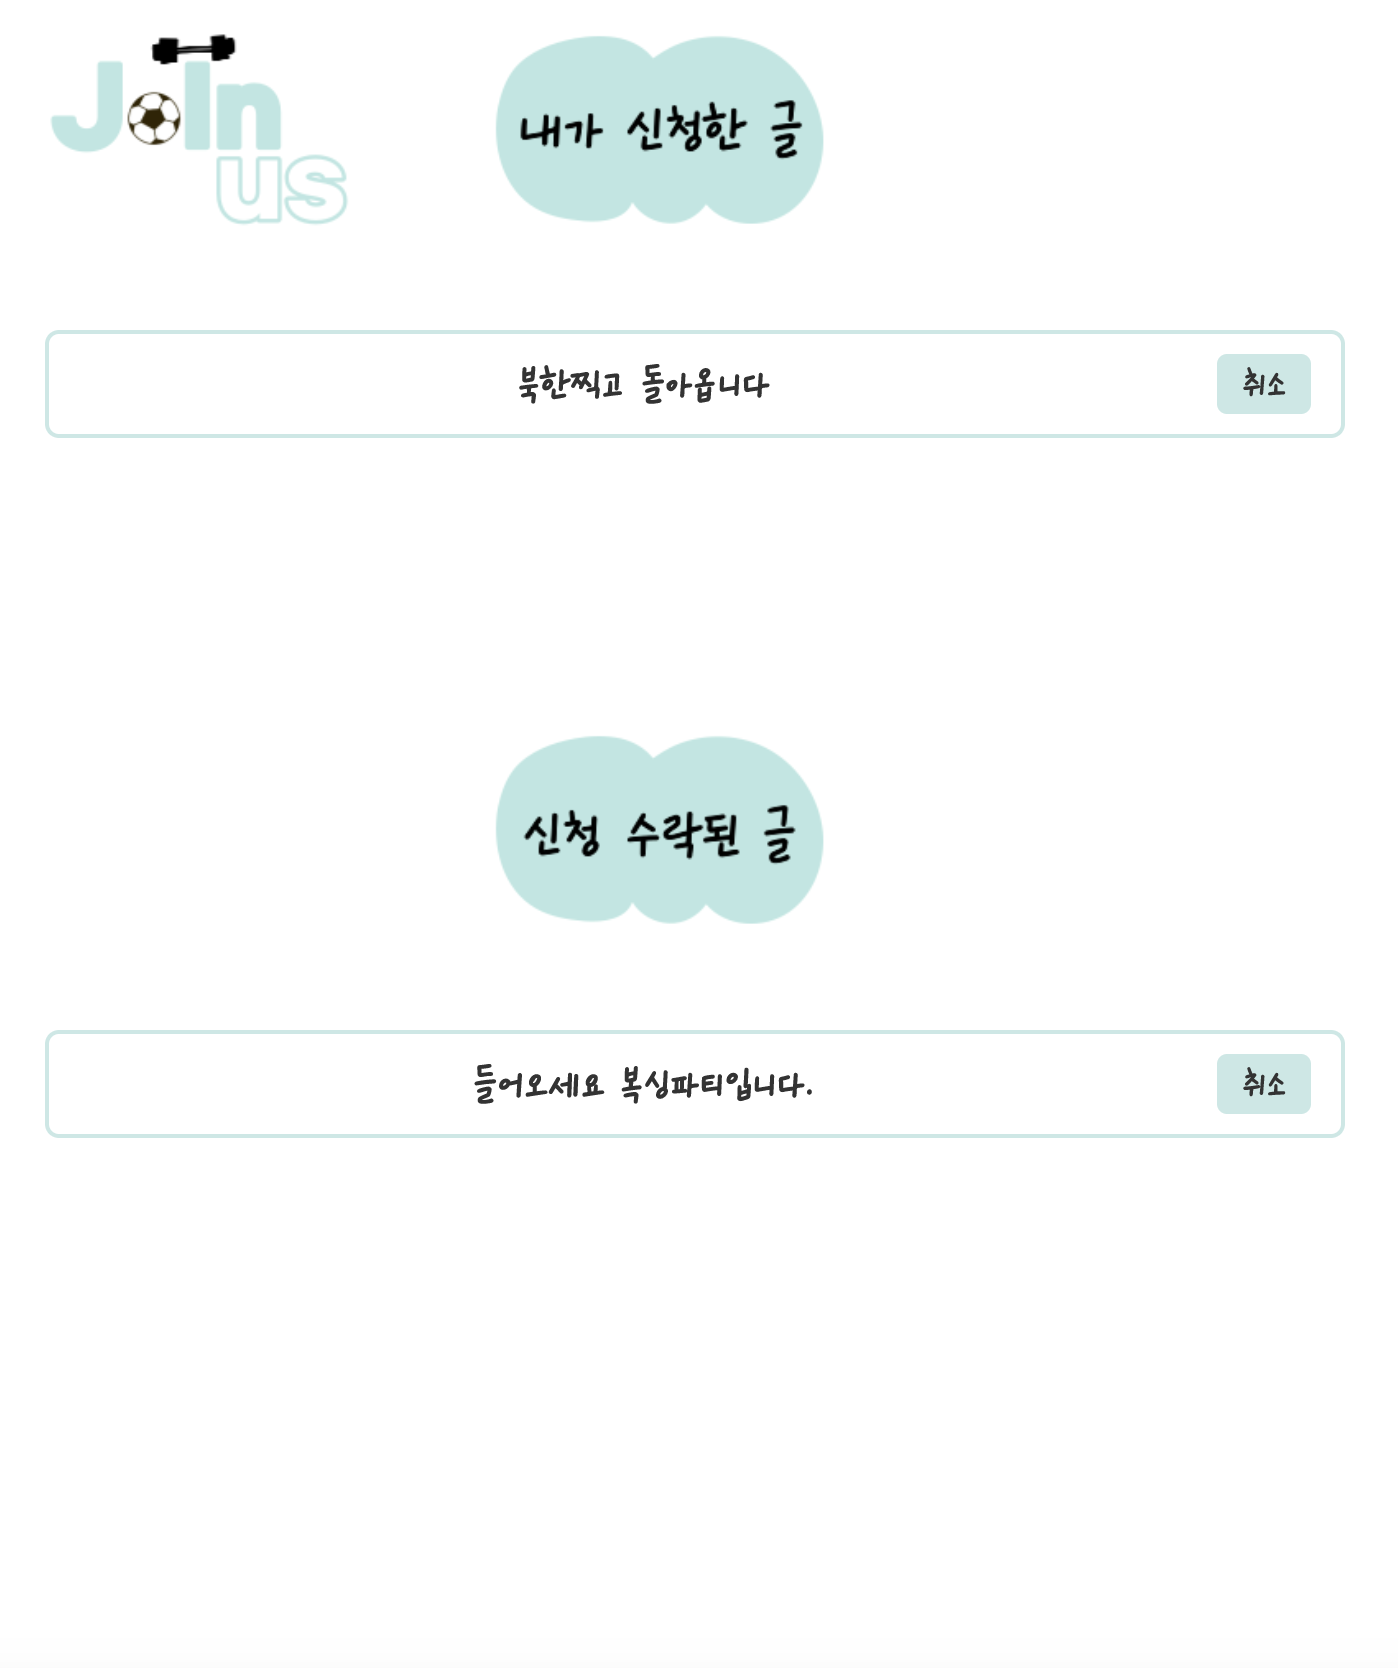 JoIn
us
내가 신청한 글
북한찍고 돌아옵니다
취소
신청 수락된 글
들어오세요 복싱파티입니다.
취소